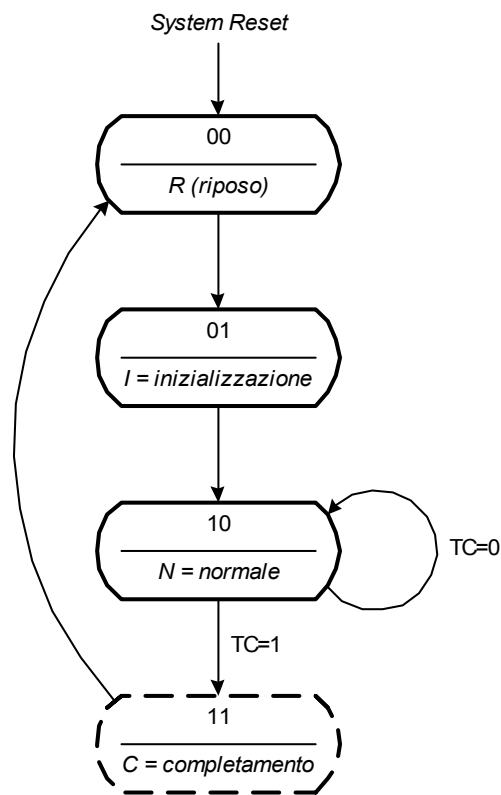 System Reset
00
R (riposo)
01
I = inizializzazione
10
N = normale
TC=0
TC=1
11
C = completamento